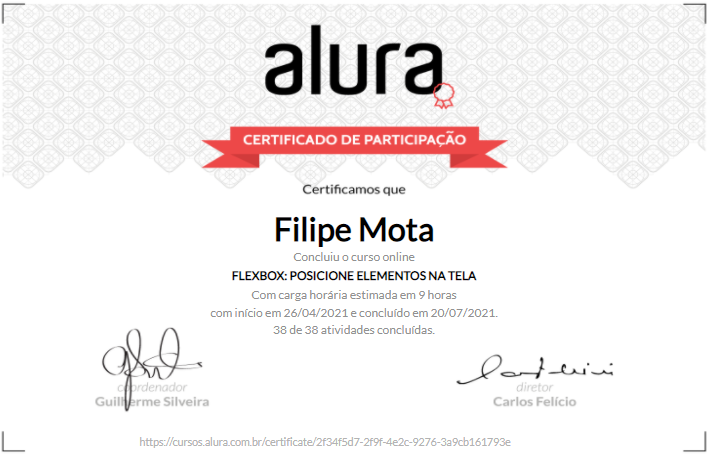 alura
CERTIFICADO DE PARTICIPAÇÃO
Certificamos que
Filipe Mota
Concluiu o curso online
FLEXBOX: POSICIONE ELEMENTOS NA TELA
Com carga horária estimada em 9 horas
com início em 26/04/2021 e concluído em 20/07/2021.
38 de 38 atividades concluídas.
coordenador
Guilherme Silveira
diretor
Carlos Felício
https://cursos.alura.com.br/certificate/2f34f5d7-2f9f-4e2c-9276-3a9cb161793e